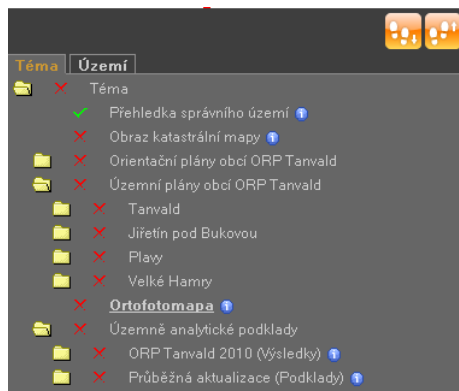 Téma Území
Téma
Přehledka správního území
Obraz katastrální mapy
Orientační plány obcí ORP Tanvald
Územní plány obcí ORP Tanvald
Tanvald
Jiřetín pod Bukovou
Plavy
Velké Hamry
Ortofotomapa
Územně analytické podklady
ORP Tanvald 2010 (Výsledky)
Průběžná aktualizace (Podklady)